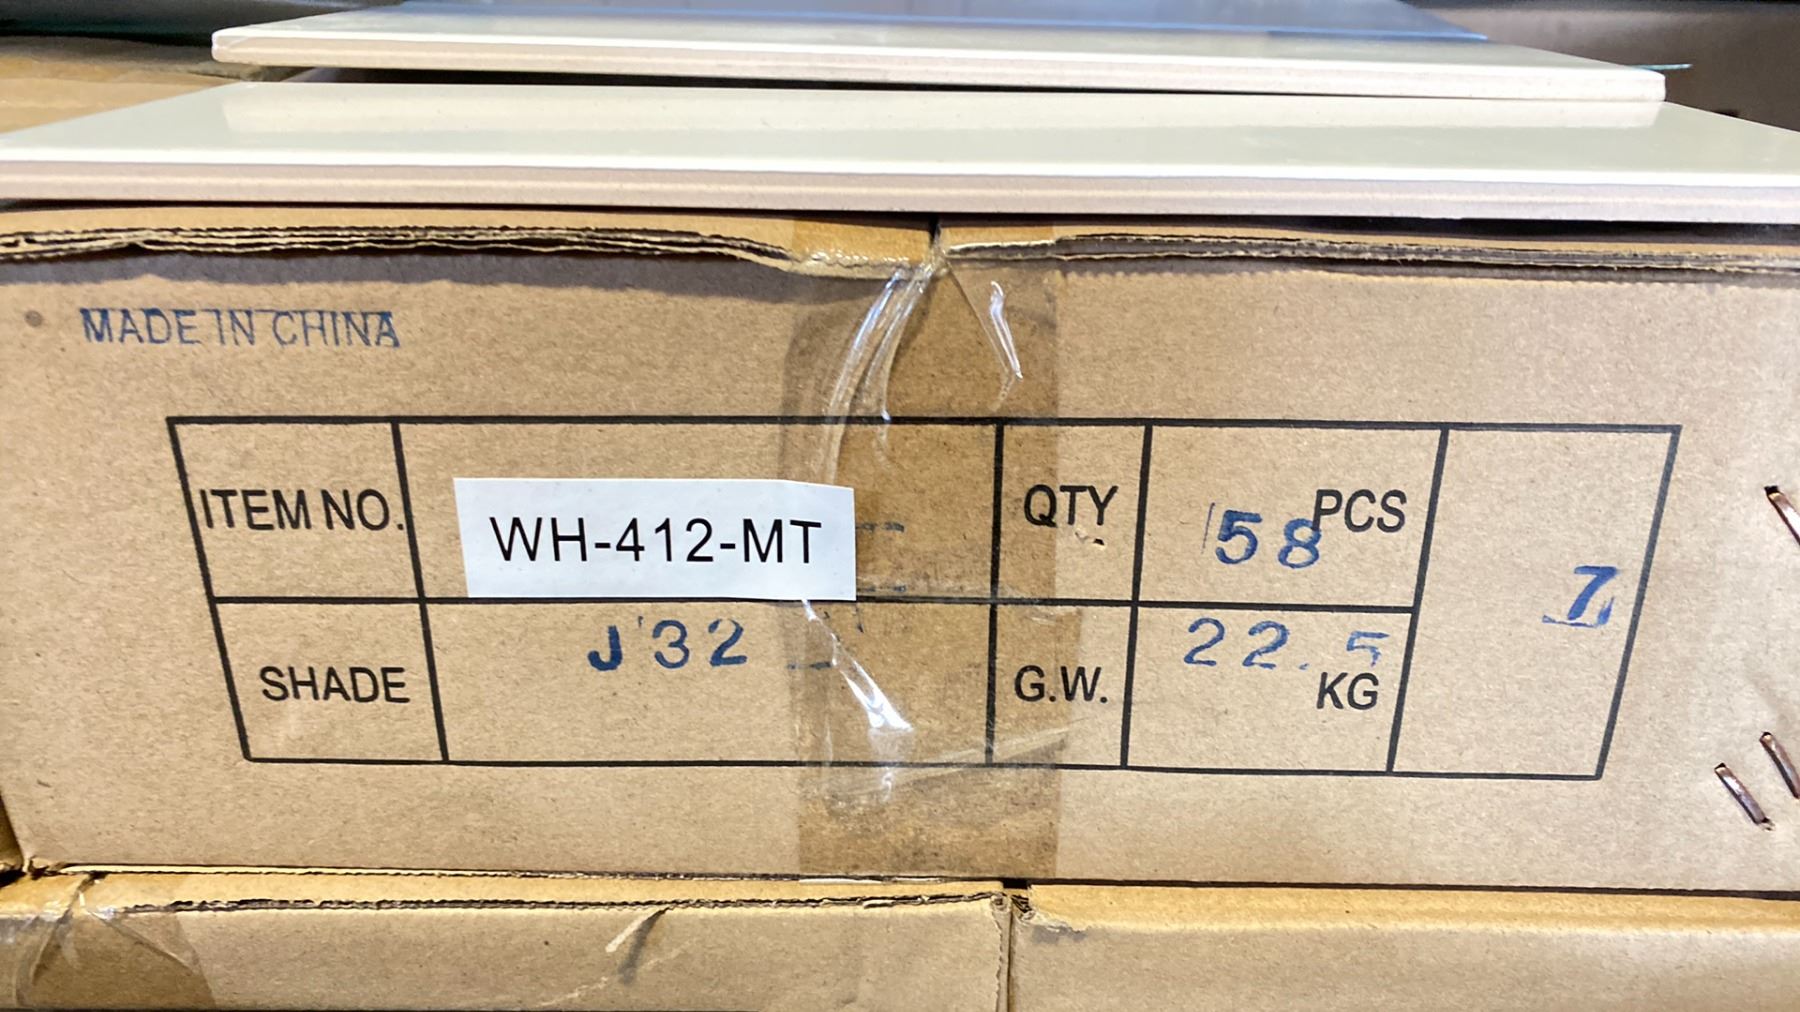 MADE IN CHINA
ITEM NO.
WH-412-MT
QTY
58 PCS
7
SHADE
J32
G.W.
22.5
KG